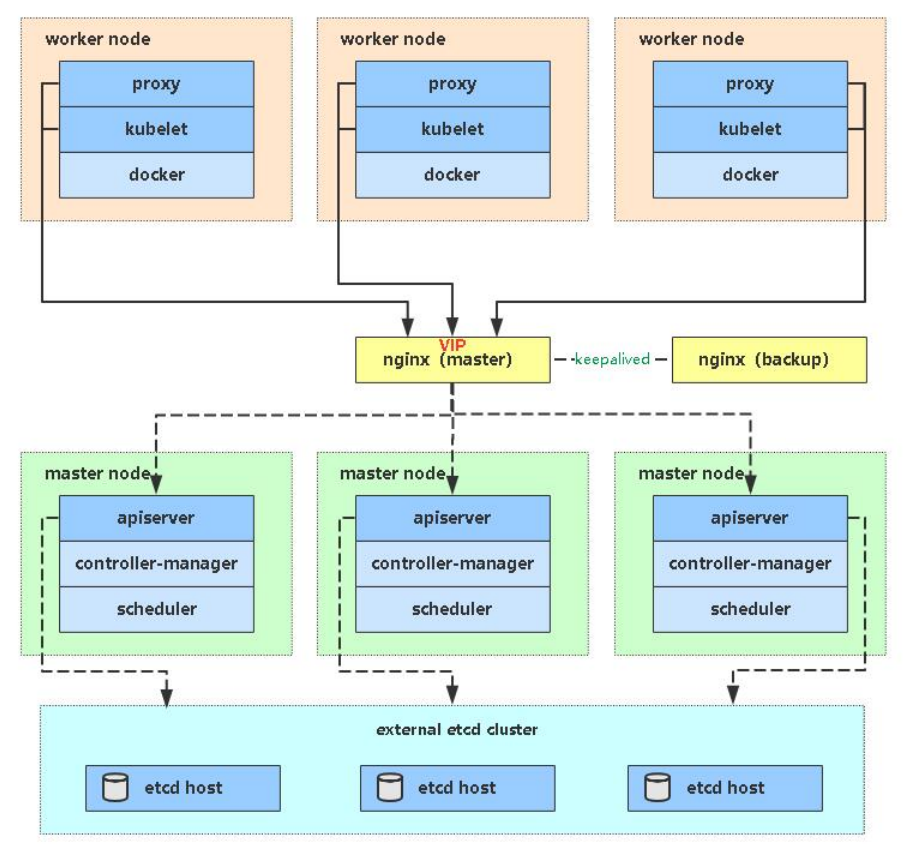 worker node
worker node
worker node
proxy
proxy
proxy
kubelet
kubelet
kubelet
docker
docker
docker
VIP
nginx (master)
keepalived
nginx (backup)
master node
master node
master node
apiserver
apiserver
apiserver
controller-manager
controller-manager
controller-manager
scheduler
scheduler
scheduler
external etcd cluster
etcd host
etcd host
etcd host